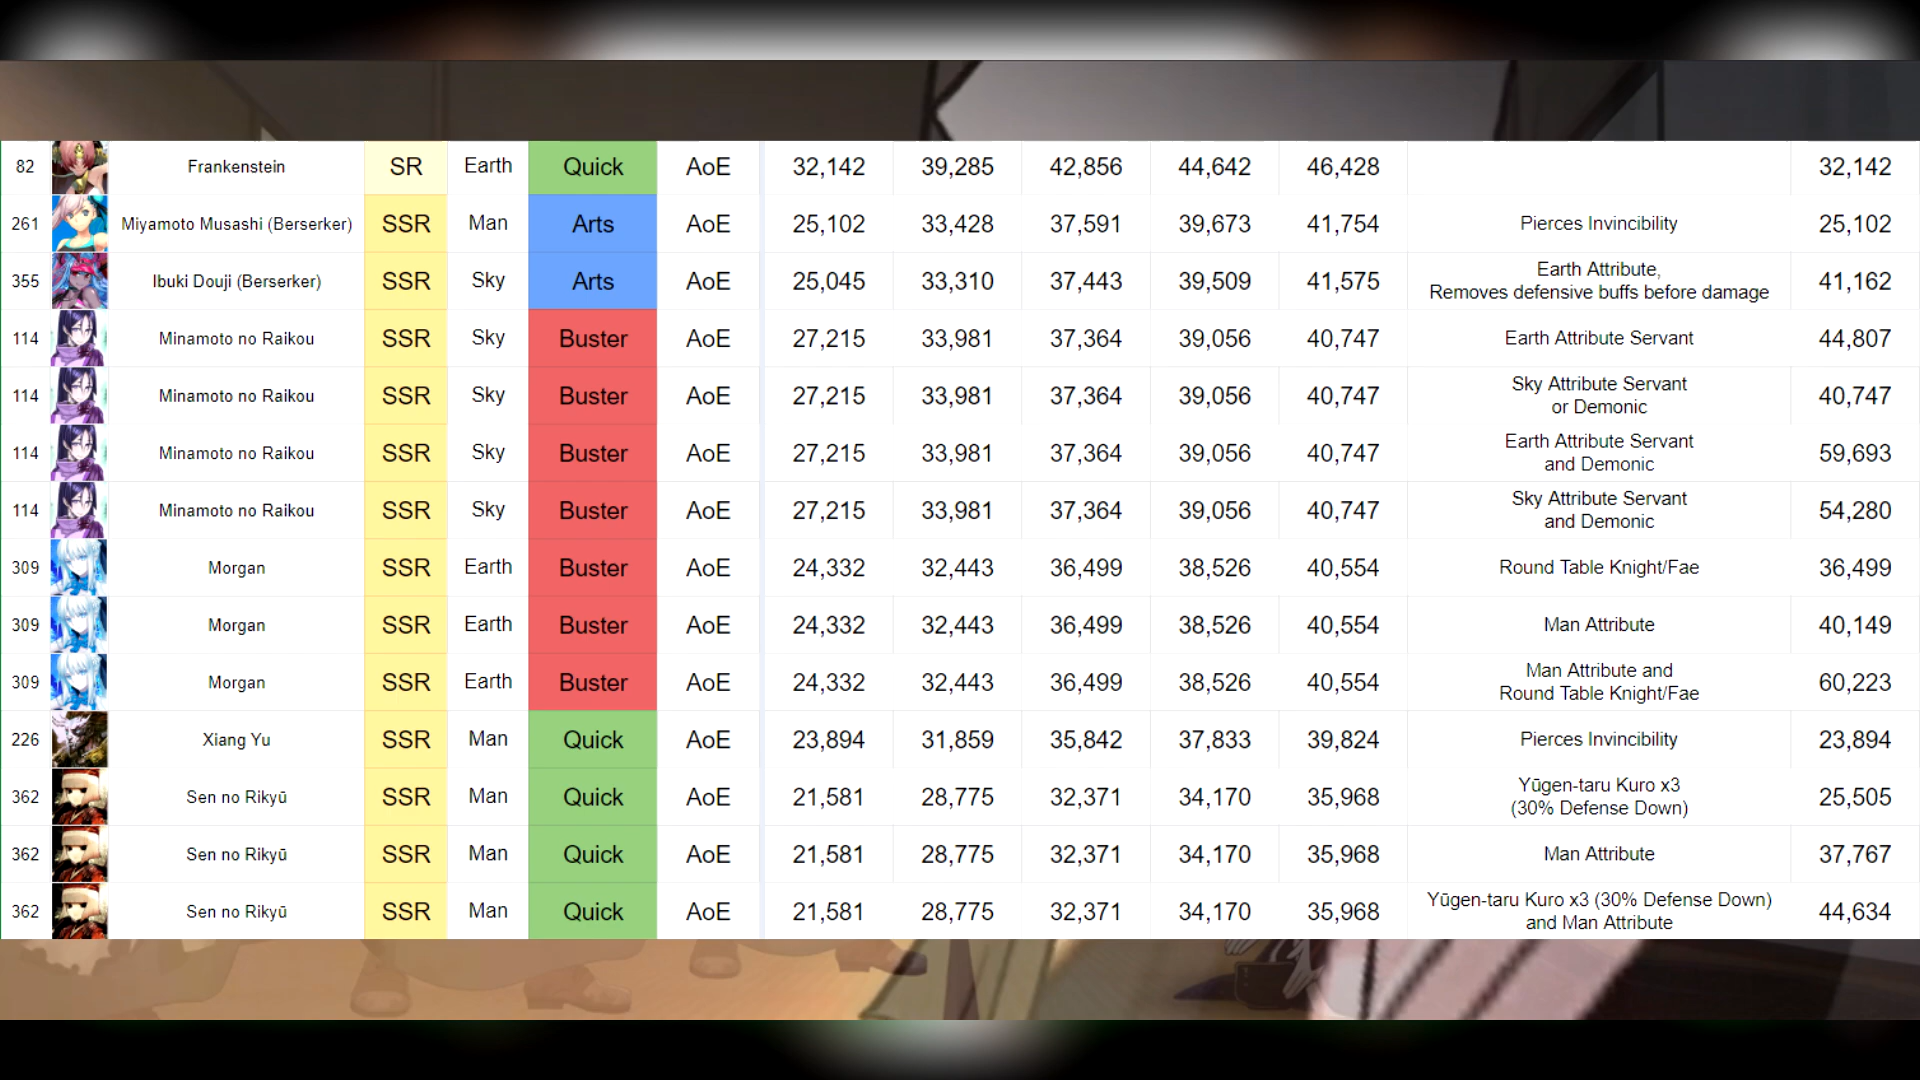 82 Frankenstein SR Earth Quick AoE 32,142 39,285 42,856 44,642 46,428 32,142
261 Miyamoto Musashi (Berserker) SSR Man Arts AoE 25,102 33,428 37,591 39,673 41,754 Pierces Invincibility 25,102
355 Ibuki Douji (Berserker) SSR Sky Arts AoE 25,045 33,310 37,443 39,509 41,575 Earth Attribute,
Removes defensive buffs before damage 41,162
114 Minamoto no Raikou SSR Sky Buster AoE 27,215 33,981 37,364 39,056 40,747 Earth Attribute Servant 44,807
114 Minamoto no Raikou SSR Sky Buster AoE 27,215 33,981 37,364 39,056 40,747 Sky Attribute Servant
or Demonic 40,747
114 Minamoto no Raikou SSR Sky Buster AoE 27,215 33,981 37,364 39,056 40,747 Earth Attribute Servant
and Demonic 59,693
114 Minamoto no Raikou SSR Sky Buster AoE 27,215 33,981 37,364 39,056 40,747 Sky Attribute Servant
and Demonic 54,280
309 Morgan SSR Earth Buster AoE 24,332 32,443 36,499 38,526 40,554 Round Table Knight/Fae 36,499
309 Morgan SSR Earth Buster AoE 24,332 32,443 36,499 38,526 40,554 Man Attribute 40,149
309 Morgan SSR Earth Buster AoE 24,332 32,443 36,499 38,526 40,554 Man Attribute and
Round Table Knight/Fae 60,223
226 Xiang Yu SSR Man Quick AoE 23,894 31,859 35,842 37,833 39,824 Pierces Invincibility 23,894
362 Sen no Rikyū SSR Man Quick AoE 21,581 28,775 32,371 34,170 35,968 Yūgen-taru Kuro x3
(30% Defense Down) 25,505
362 Sen no Rikyū SSR Man Quick AoE 21,581 28,775 32,371 34,170 35,968 Man Attribute 37,767
362 Sen no Rikyū SSR Man Quick AoE 21,581 28,775 32,371 34,170 35,968 Yūgen-taru Kuro x3 (30% Defense Down)
and Man Attribute 44,634